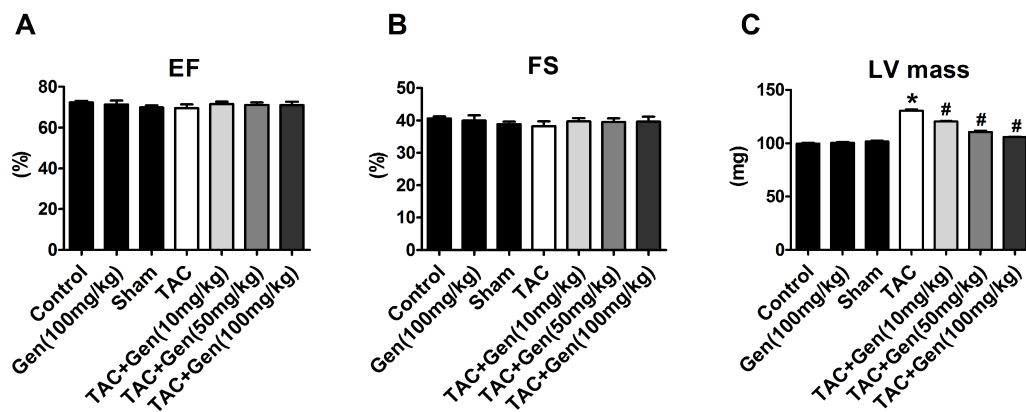 A
EF
80
60
40
20
0
(%)
Control
Gen(100mg/kg)
Sham
TAC
TAC+Gen(10mg/kg)
TAC+Gen(50mg/kg)
TAC+Gen(100mg/kg)
B
FS
50
40
30
20
10
0
(%)
Control
Gen(100mg/kg)
Sham
TAC
TAC+Gen(10mg/kg)
TAC+Gen(50mg/kg)
TAC+Gen(100mg/kg)
C
LV mass
150
100
50
0
(mg)
*
#
#
#
Control
Gen(100mg/kg)
Sham
TAC
TAC+Gen(10mg/kg)
TAC+Gen(50mg/kg)
TAC+Gen(100mg/kg)